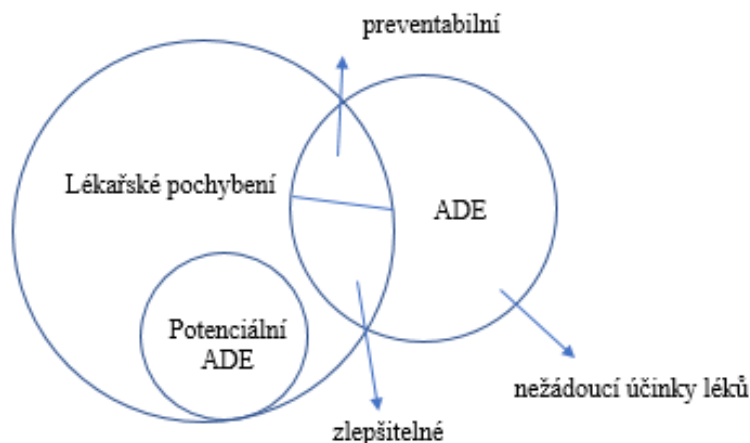 preventabilní
Lékařské pochybení
ADE
Potenciální
ADE
nežádoucí účinky léků
zlepšitelné